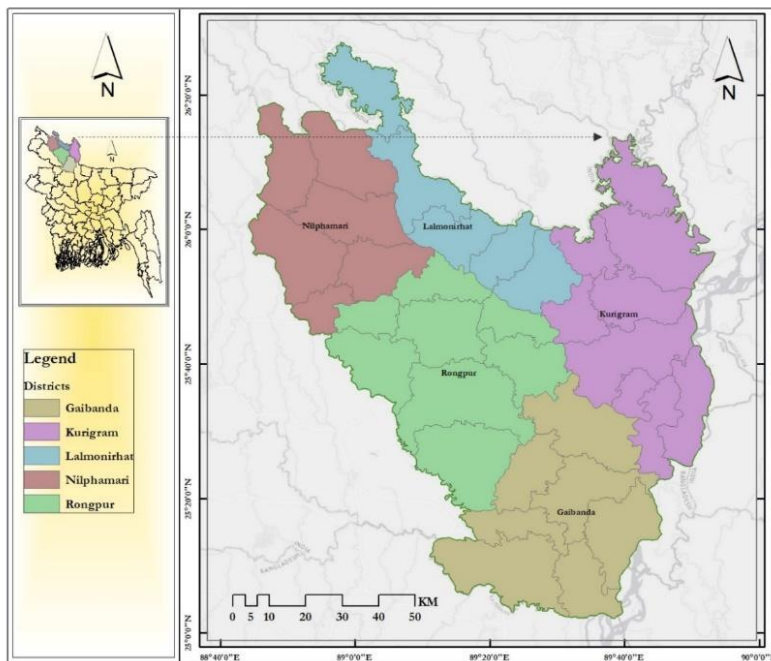 N
N
N
Legend
Districts
Gaibanda
Kurigram
Lalmonirhat
Nilphamari
Rongpur
Nilphamari
Lalmonirhat
Kurigram
Rongpur
Gaibanda
KM
0 5 10 20 30 40 50
26°20'0"N
26°0'0"N
25°40'0"N
25°20'0"N
25°0'0"N
88°40'0"E
89°0'0"E
89°20'0"E
89°40'0"E
90°0'0"E